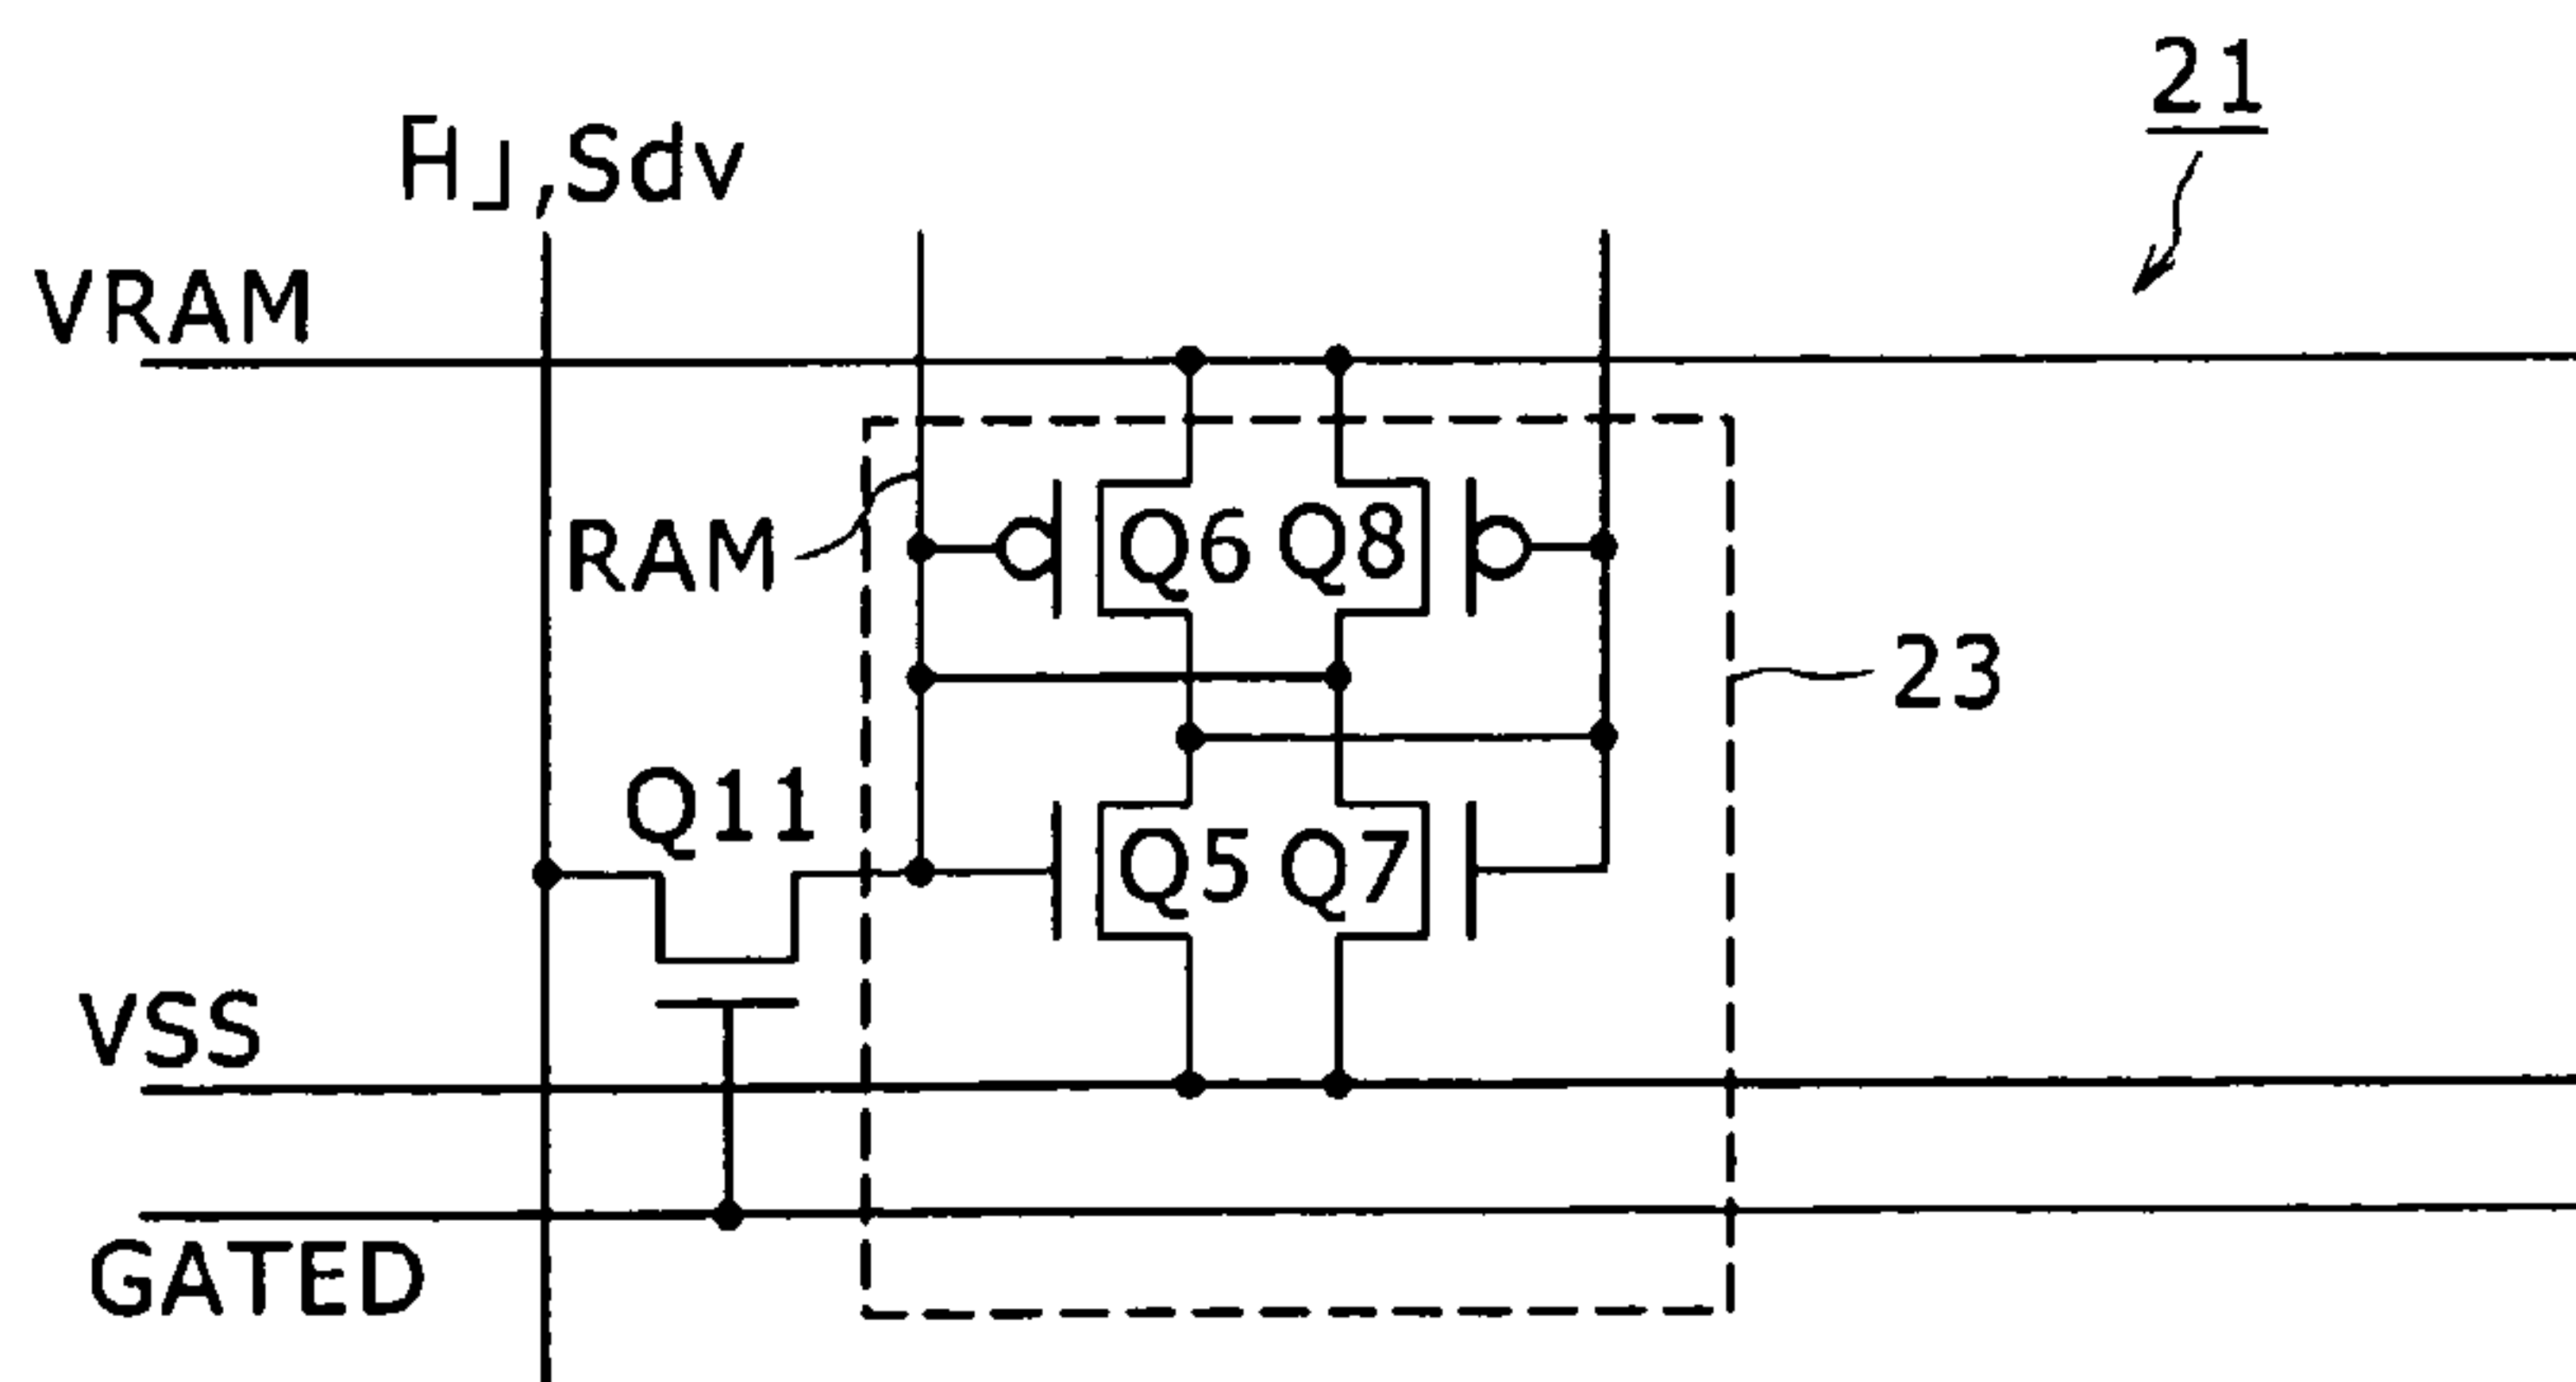 21
「H」,Sdv
VRAM
RAM
Q6
Q8
23
Q11
Q5
Q7
VSS
GATED